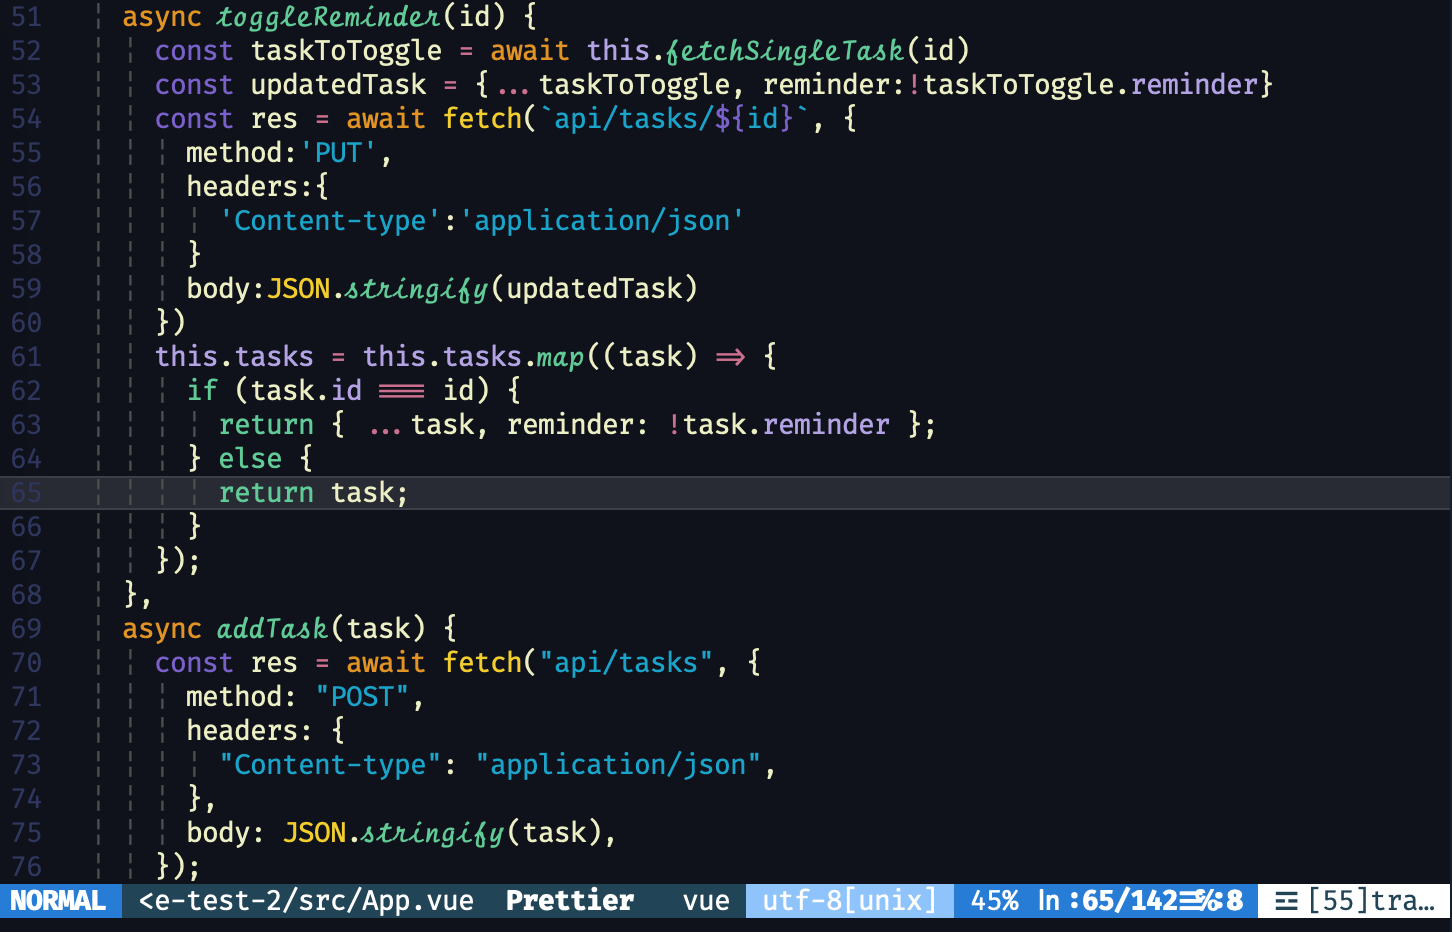 51 async toggleReminder(id) {
52 const taskToToggle = await this.fetchSingleTask(id)
53 const updatedTask = {...taskToToggle, reminder:!taskToToggle.reminder}
54 const res = await fetch(`api/tasks/${id}`, {
55 method:'PUT',
56 headers:{
57 'Content-type':'application/json'
58 }
59 body:JSON.stringify(updatedTask)
60 })
61 this.tasks = this.tasks.map((task) => {
62 if (task.id === id) {
63 return { ...task, reminder: !task.reminder };
64 } else {
65 return task;
66 }
67 });
68 },
69 async addTask(task) {
70 const res = await fetch("api/tasks", {
71 method: "POST",
72 headers: {
73 "Content-type": "application/json",
74 },
75 body: JSON.stringify(task),
76 });
NORMAL <e-test-2/src/App.vue Prettier vue utf-8[unix] 45% ln :65/142☰℅:8 ☲ [55]tra…